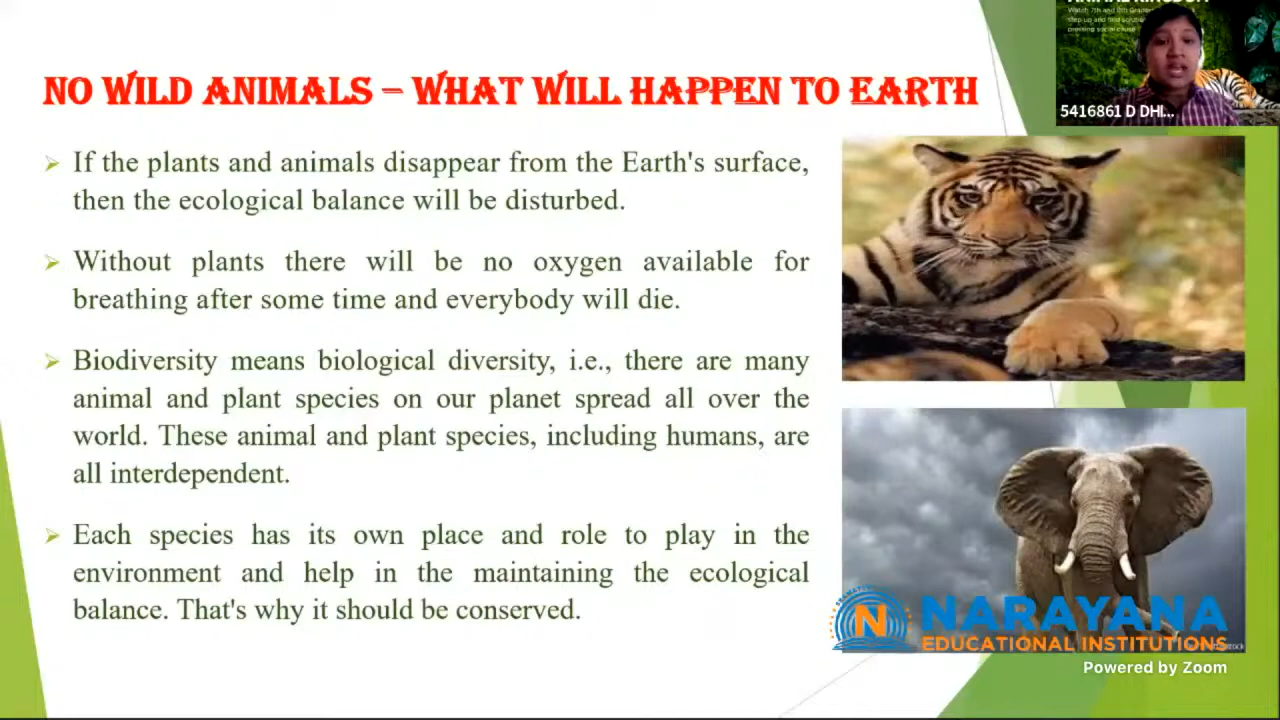 NO WILD ANIMALS – WHAT WILL HAPPEN TO EARTH
If the plants and animals disappear from the Earth's surface,
then the ecological balance will be disturbed.
Without plants there will be no oxygen available for
breathing after some time and everybody will die.
Biodiversity means biological diversity, i.e., there are many
animal and plant species on our planet spread all over the
world. These animal and plant species, including humans, are
all interdependent.
Each species has its own place and role to play in the
environment and help in the maintaining the ecological
balance. That's why it should be conserved.
5416861 D DHI...
N
NARAYANA
EDUCATIONAL INSTITUTIONS
Powered by Zoom